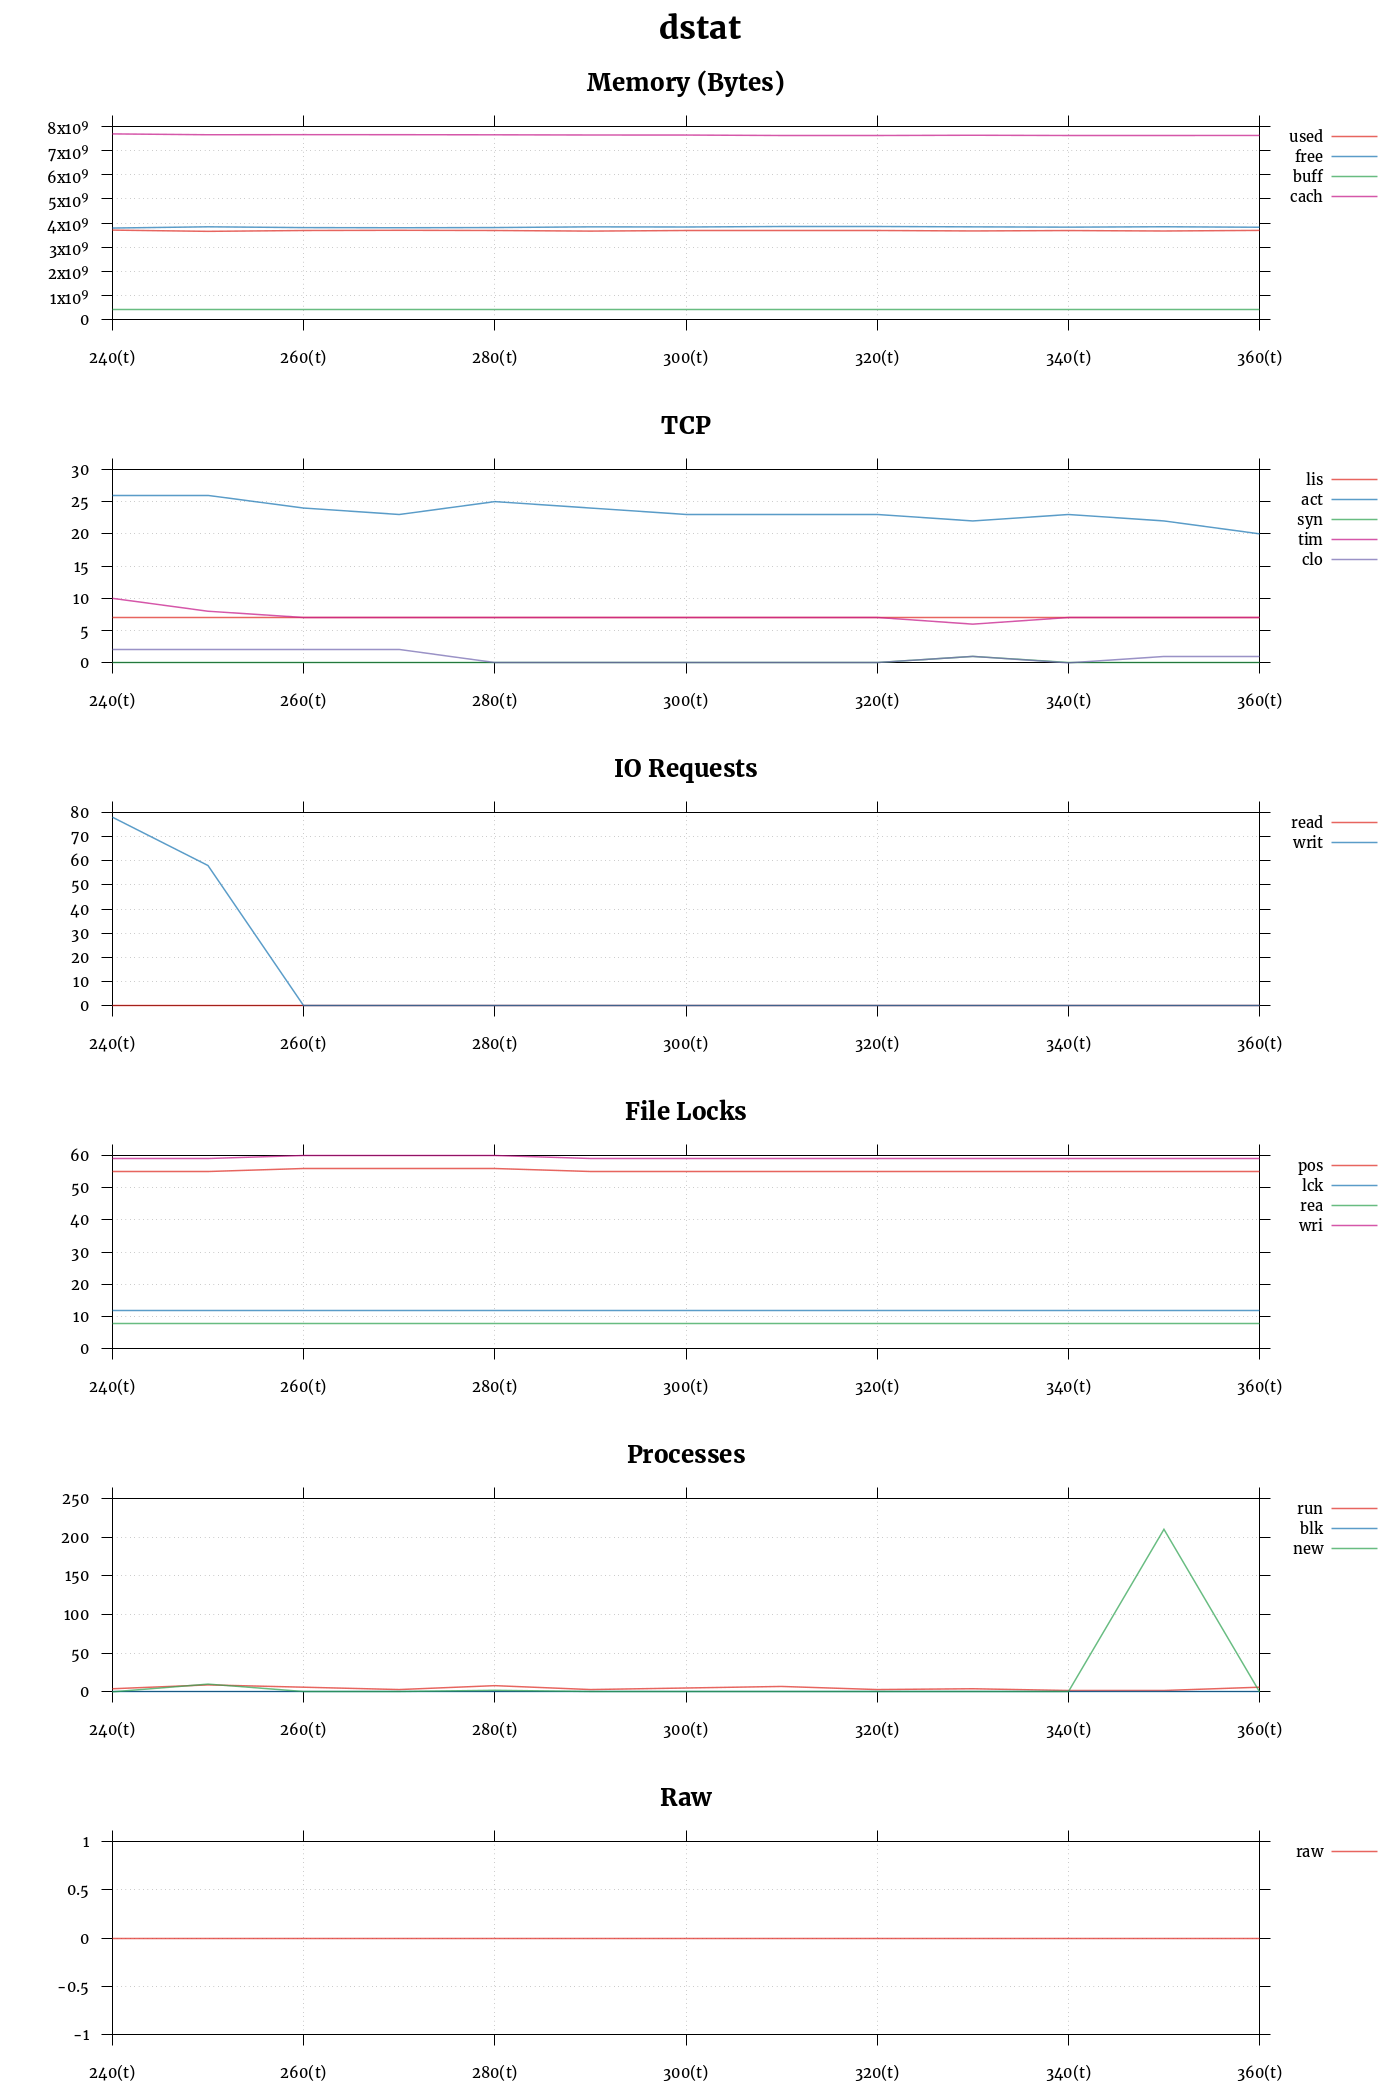 dstat
Memory (Bytes)
8x10⁹
7x10⁹
6x10⁹
5x10⁹
4x10⁹
3x10⁹
2x10⁹
1x10⁹
0
240(t) 260(t) 280(t) 300(t) 320(t) 340(t) 360(t)
used
free
buff
cach
TCP
30
25
20
15
10
5
0
240(t) 260(t) 280(t) 300(t) 320(t) 340(t) 360(t)
lis
act
syn
tim
clo
IO Requests
80
70
60
50
40
30
20
10
0
240(t) 260(t) 280(t) 300(t) 320(t) 340(t) 360(t)
read
writ
File Locks
60
50
40
30
20
10
0
240(t) 260(t) 280(t) 300(t) 320(t) 340(t) 360(t)
pos
lck
rea
wri
Processes
250
200
150
100
50
0
240(t) 260(t) 280(t) 300(t) 320(t) 340(t) 360(t)
run
blk
new
Raw
1
0.5
0
-0.5
-1
240(t) 260(t) 280(t) 300(t) 320(t) 340(t) 360(t)
raw